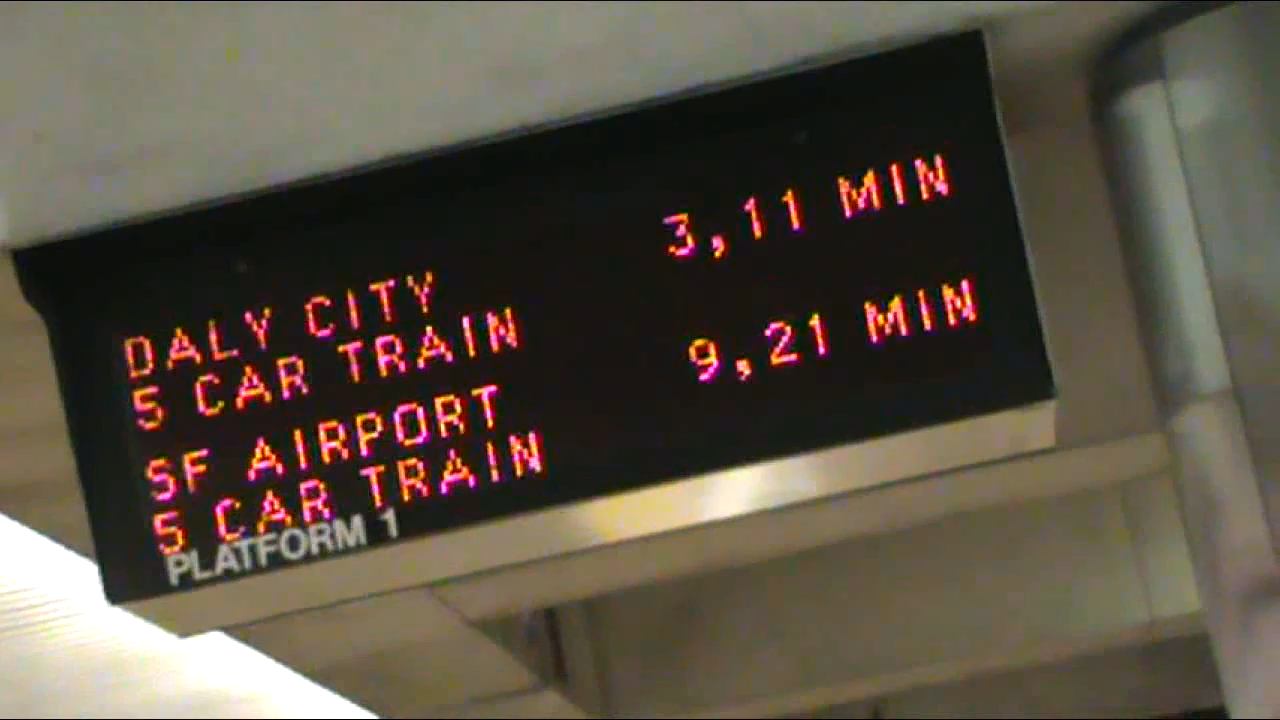 DALY CITY 3,11 MIN
5 CAR TRAIN
SF AIRPORT 9,21 MIN
5 CAR TRAIN
PLATFORM 1